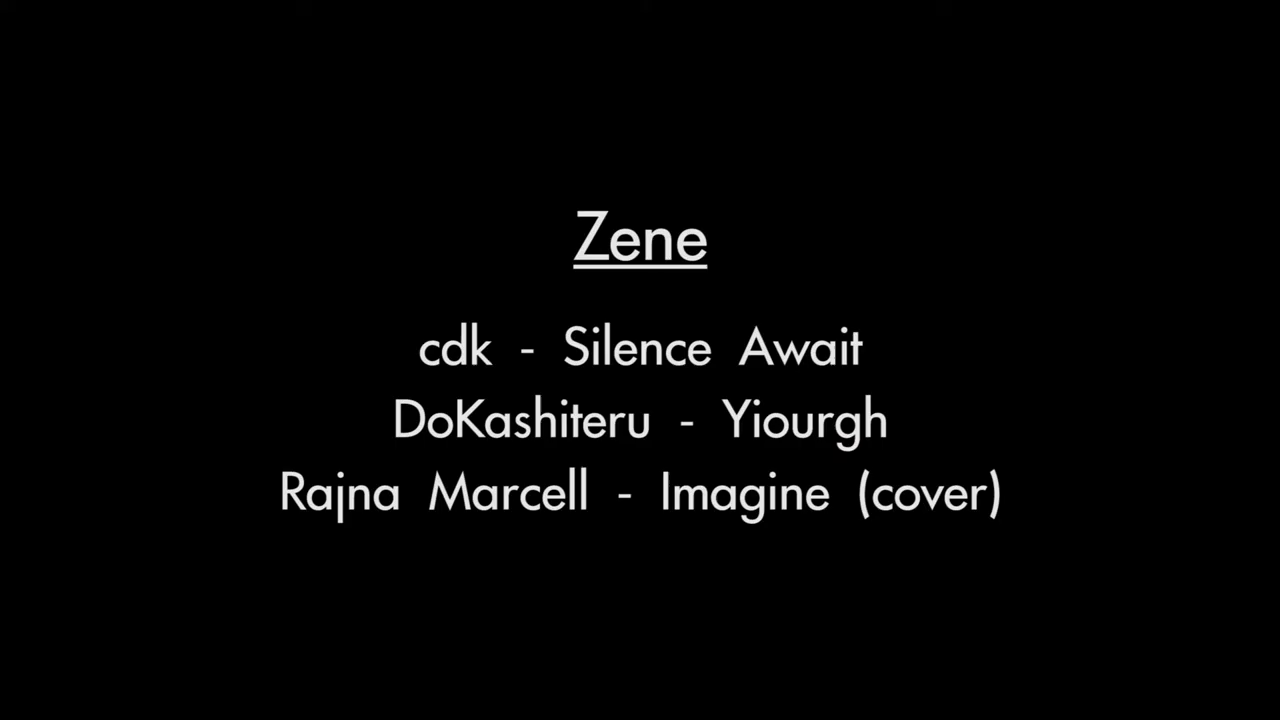 Zene
cdk - Silence Await
DoKashiteru - Yiourgh
Rajna Marcell - Imagine (cover)